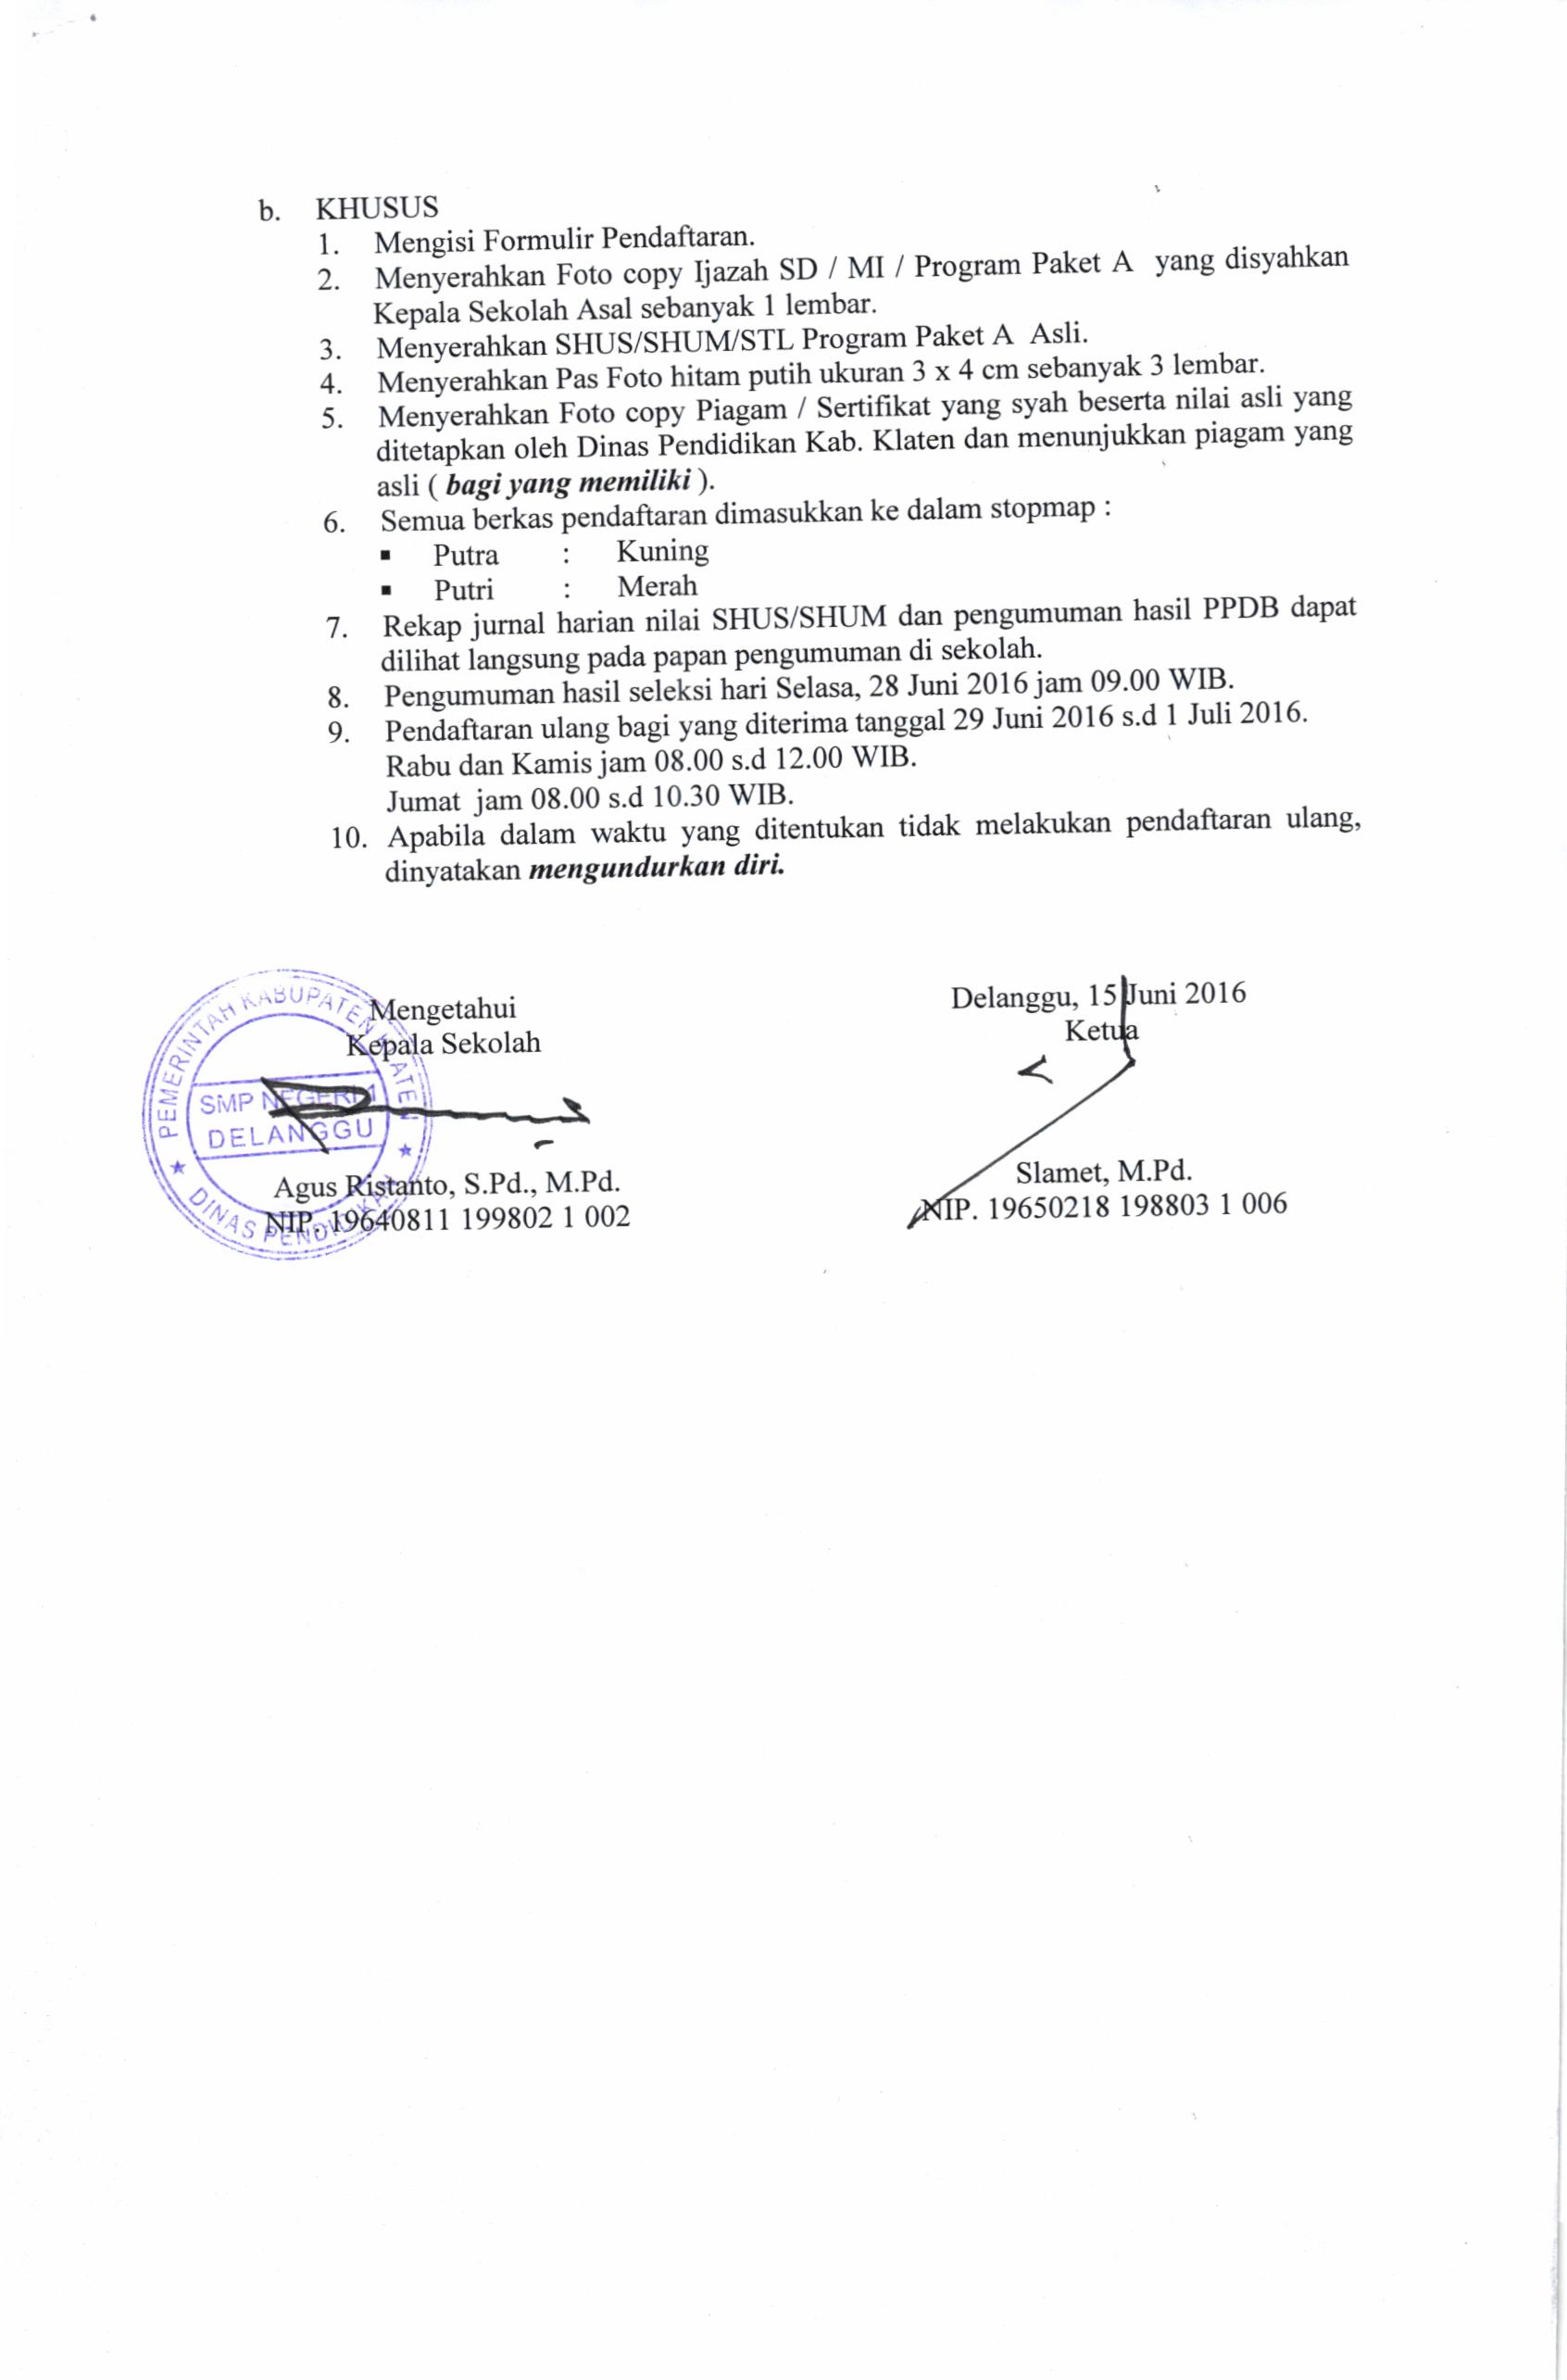 b. KHUSUS
1. Mengisi Formulir Pendaftaran.
2. Menyerahkan Foto copy Ijazah SD / MI / Program Paket A yang disyahkan
Kepala Sekolah Asal sebanyak 1 lembar.
3. Menyerahkan SHUS/SHUM/STL Program Paket A Asli.
4. Menyerahkan Pas Foto hitam putih ukuran 3 x 4 cm sebanyak 3 lembar.
5. Menyerahkan Foto copy Piagam / Sertifikat yang syah beserta nilai asli yang
ditetapkan oleh Dinas Pendidikan Kab. Klaten dan menunjukkan piagam yang
asli ( bagi yang memiliki ).
6. Semua berkas pendaftaran dimasukkan ke dalam stopmap :
▪ Putra : Kuning
▪ Putri : Merah
7. Rekap jurnal harian nilai SHUS/SHUM dan pengumuman hasil PPDB dapat
dilihat langsung pada papan pengumuman di sekolah.
8. Pengumuman hasil seleksi hari Selasa, 28 Juni 2016 jam 09.00 WIB.
9. Pendaftaran ulang bagi yang diterima tanggal 29 Juni 2016 s.d 1 Juli 2016.
Rabu dan Kamis jam 08.00 s.d 12.00 WIB.
Jumat jam 08.00 s.d 10.30 WIB.
10. Apabila dalam waktu yang ditentukan tidak melakukan pendaftaran ulang,
dinyatakan mengundurkan diri.
Mengetahui
Kepala Sekolah
PEMERINTAH KABUPATEN KLATEN
SMP NEGERI 1
DELANGGU
★ DINAS PENDIDIKAN ★
Agus Ristanto, S.Pd., M.Pd.
NIP. 19640811 199802 1 002
Delanggu, 15 Juni 2016
Ketua
Slamet, M.Pd.
NIP. 19650218 198803 1 006